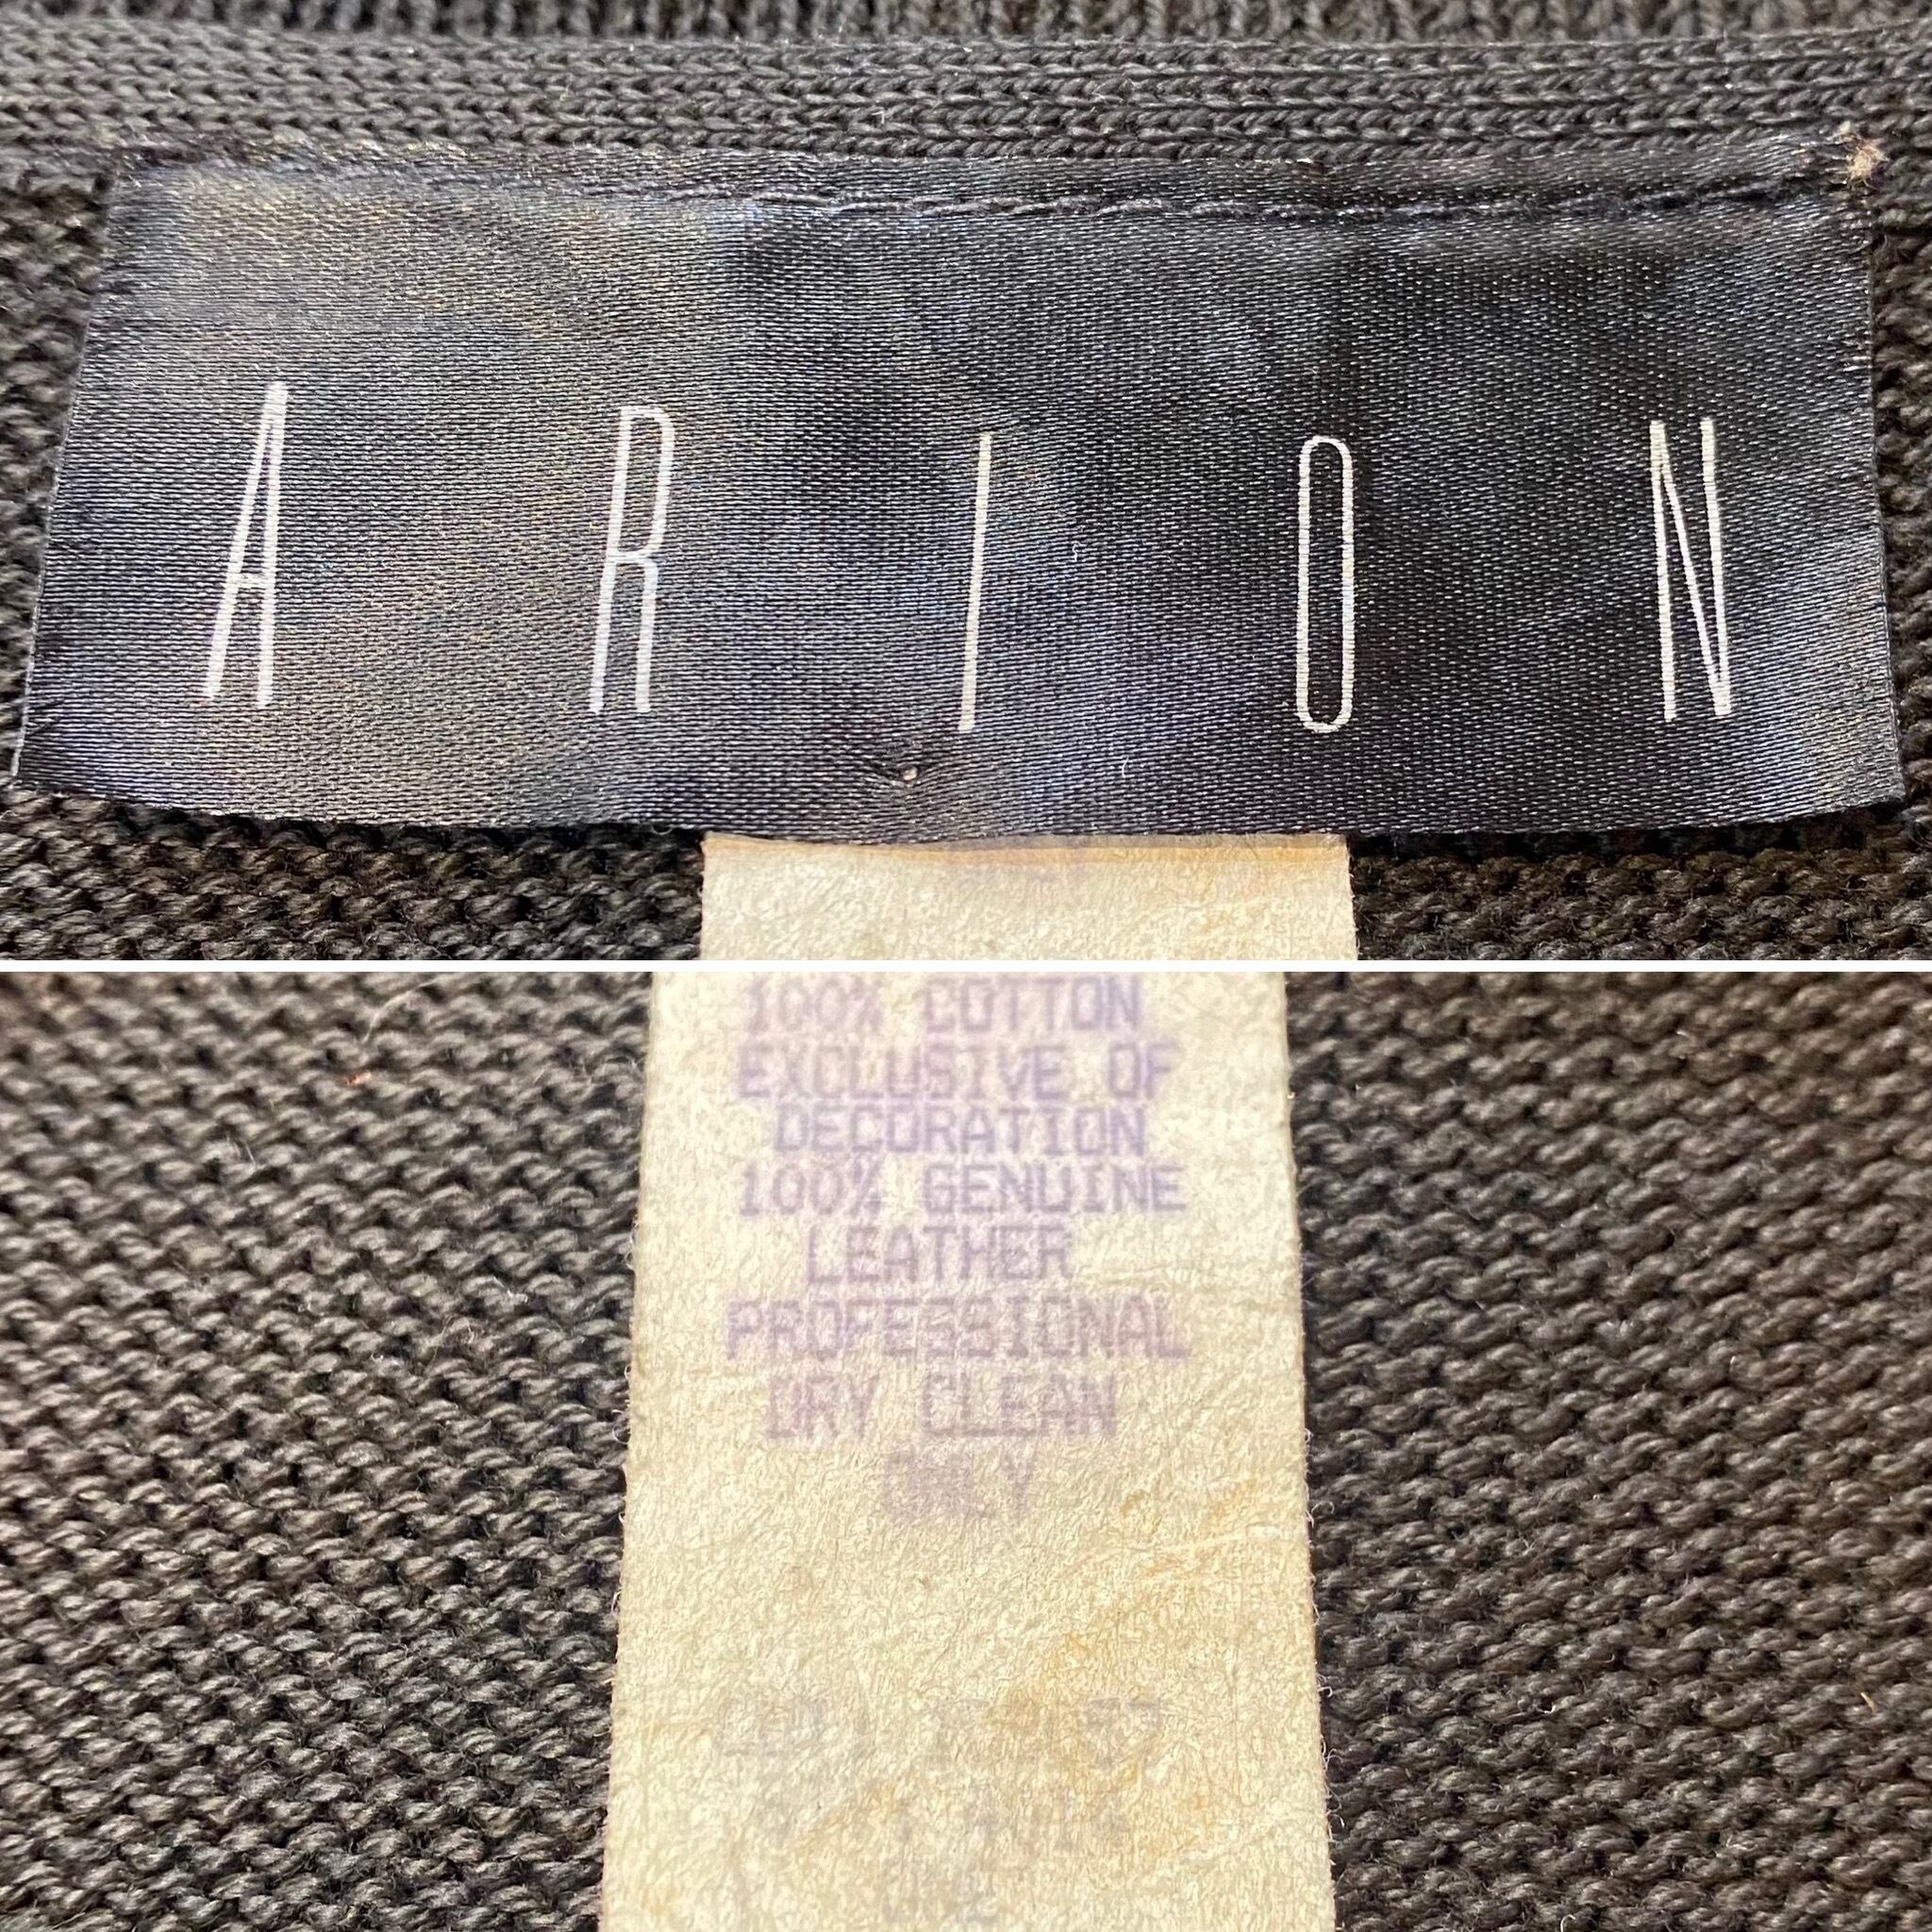 ARION
100% COTTON
EXCLUSIVE OF
DECORATION
100% GENUINE
LEATHER
PROFESSIONAL
DRY CLEAN
ONLY